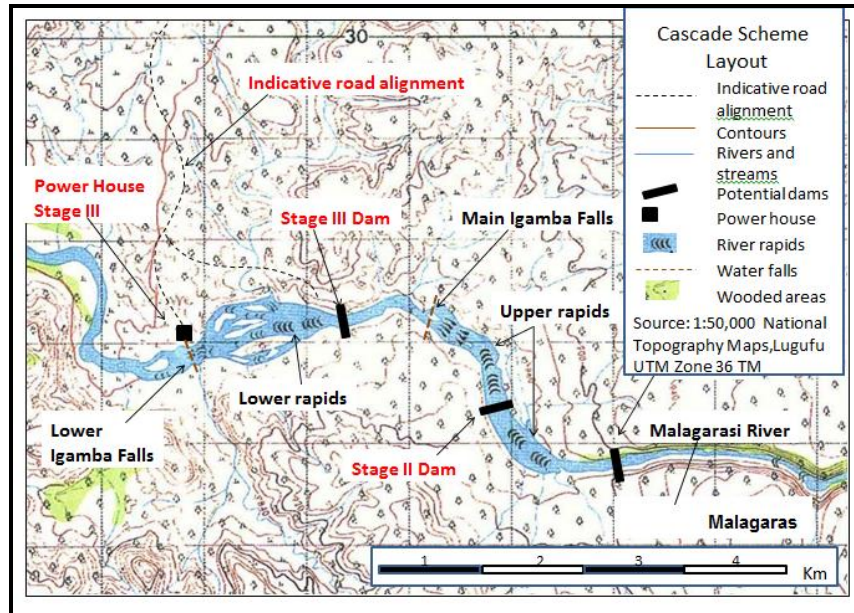 30
Indicative road alignment
Power House
Stage III
Stage III Dam
Main Igamba Falls
Upper rapids
Lower rapids
Lower
Igamba Falls
Stage II Dam
Malagarasi River
Malagaras
Cascade Scheme
Layout
Indicative road
alignment
Contours
Rivers and
streams
Potential dams
Power house
River rapids
Water falls
Wooded areas
Source: 1:50,000 National
Topography Maps,Lugufu
UTM Zone 36 TM
1 2 3 4
Km